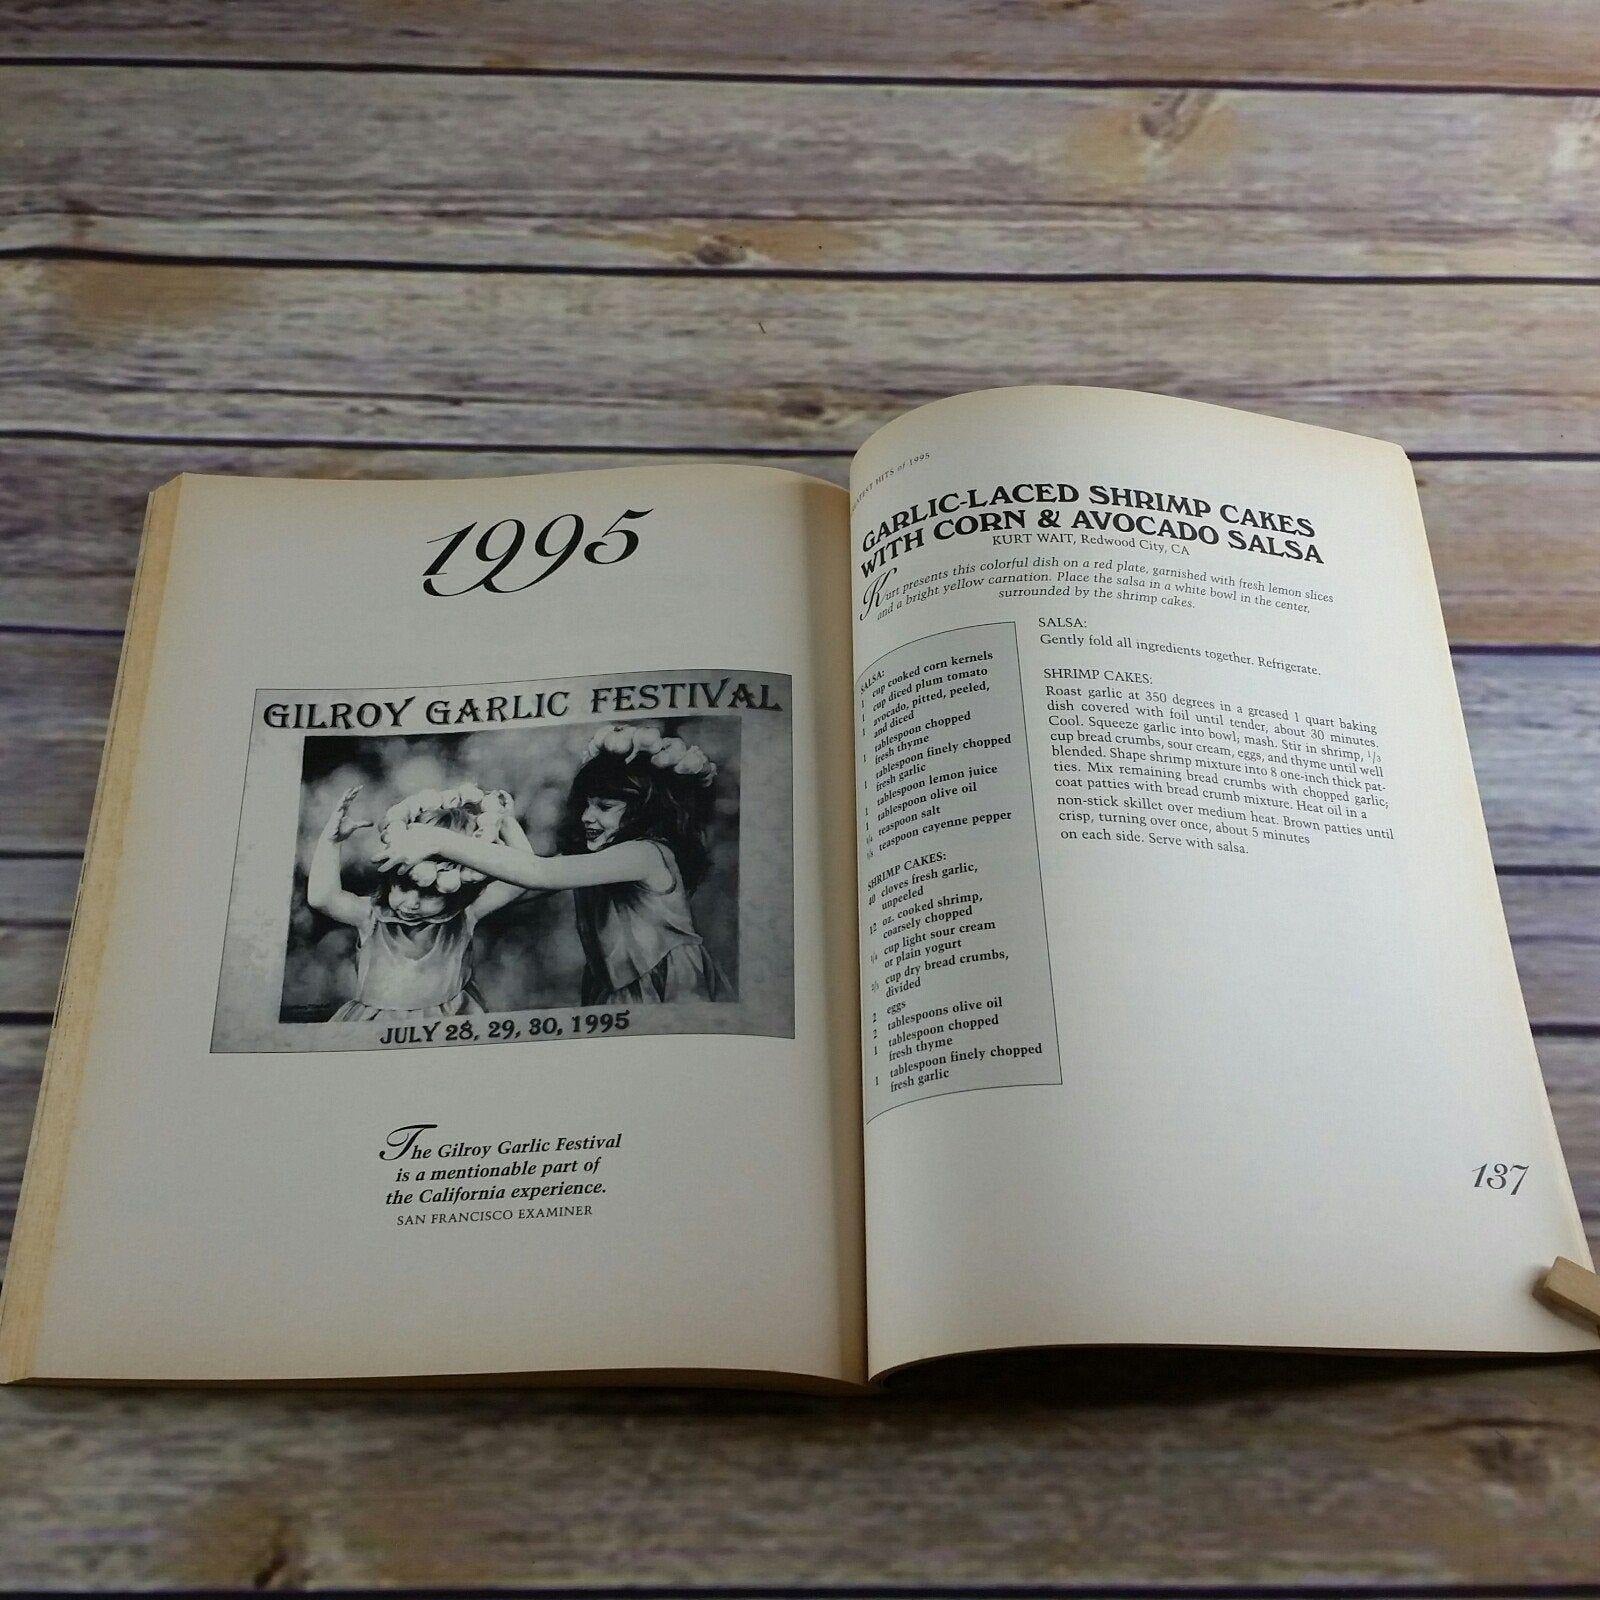 1995
GILROY GARLIC FESTIVAL
JULY 28, 29, 30, 1995
The Gilroy Garlic Festival
is a mentionable part of
the California experience.
SAN FRANCISCO EXAMINER
HITS of 1995
GARLIC-LACED SHRIMP CAKES
WITH CORN & AVOCADO SALSA
KURT WAIT, Redwood City, CA
Kurt presents this colorful dish on a red plate, garnished with fresh lemon slices
and a bright yellow carnation. Place the salsa in a white bowl in the center,
surrounded by the shrimp cakes.
SALSA:
1 cup cooked corn kernels
1 cup diced plum tomato
1 avocado, pitted, peeled,
and diced
1 tablespoon chopped
fresh thyme
1 tablespoon finely chopped
fresh garlic
1 tablespoon lemon juice
1 tablespoon olive oil
1/4 teaspoon salt
1/8 teaspoon cayenne pepper
SHRIMP CAKES:
40 cloves fresh garlic,
unpeeled
12 oz. cooked shrimp,
coarsely chopped
1/4 cup light sour cream
or plain yogurt
2/3 cup dry bread crumbs,
divided
2 eggs
2 tablespoons olive oil
1 tablespoon chopped
fresh thyme
1 tablespoon finely chopped
fresh garlic
SALSA:
Gently fold all ingredients together. Refrigerate.
SHRIMP CAKES:
Roast garlic at 350 degrees in a greased 1 quart baking
dish covered with foil until tender, about 30 minutes.
Cool. Squeeze garlic into bowl; mash. Stir in shrimp, 1/3
cup bread crumbs, sour cream, eggs, and thyme until well
blended. Shape shrimp mixture into 8 one-inch thick pat-
ties. Mix remaining bread crumbs with chopped garlic;
coat patties with bread crumb mixture. Heat oil in a
non-stick skillet over medium heat. Brown patties until
crisp, turning over once, about 5 minutes
on each side. Serve with salsa.
137